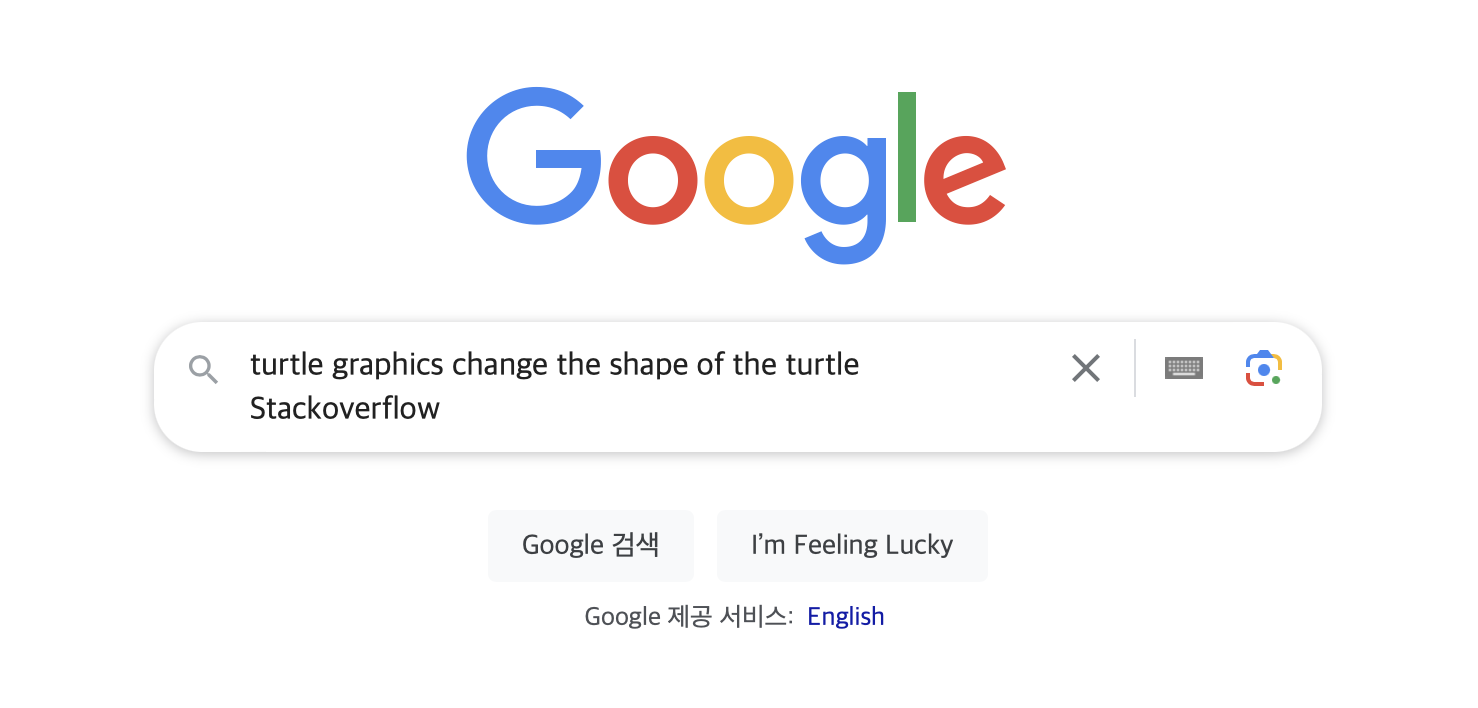 Google
turtle graphics change the shape of the turtle
Stackoverflow
Google 검색
I'm Feeling Lucky
Google 제공 서비스: English